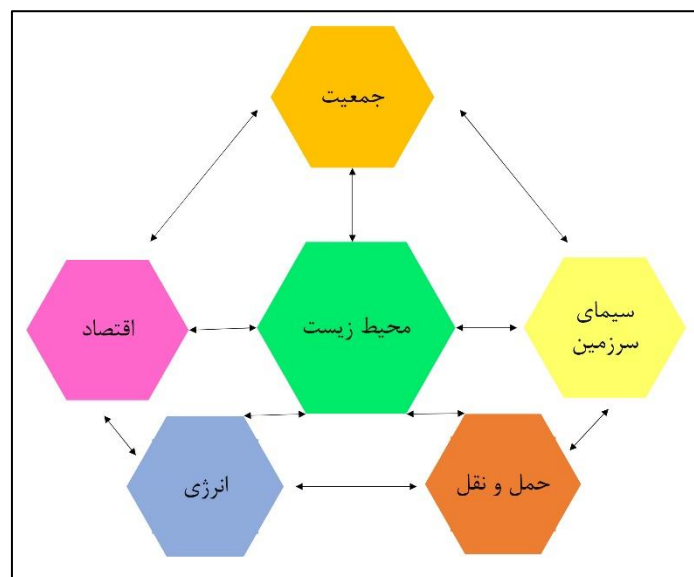 جمعیت
سیمای
سرزمین
محیط زیست
اقتصاد
حمل و نقل
انرژی